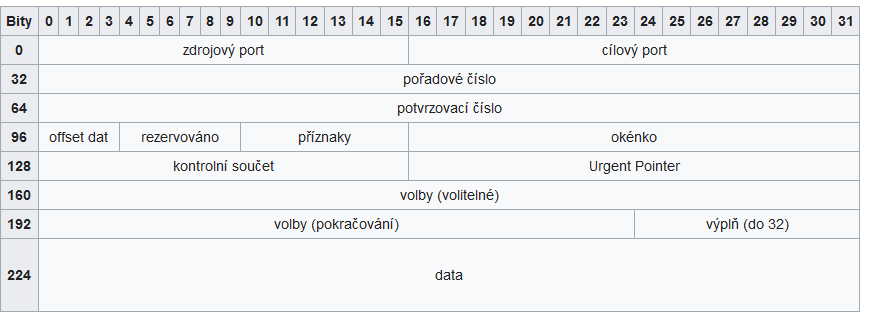 Bity 0 1 2 3 4 5 6 7 8 9 10 11 12 13 14 15 16 17 18 19 20 21 22 23 24 25 26 27 28 29 30 31
0 zdrojový port cílový port
32 pořadové číslo
64 potvrzovací číslo
96 offset dat rezervováno příznaky okénko
128 kontrolní součet Urgent Pointer
160 volby (volitelné)
192 volby (pokračování) výplň (do 32)
224 data